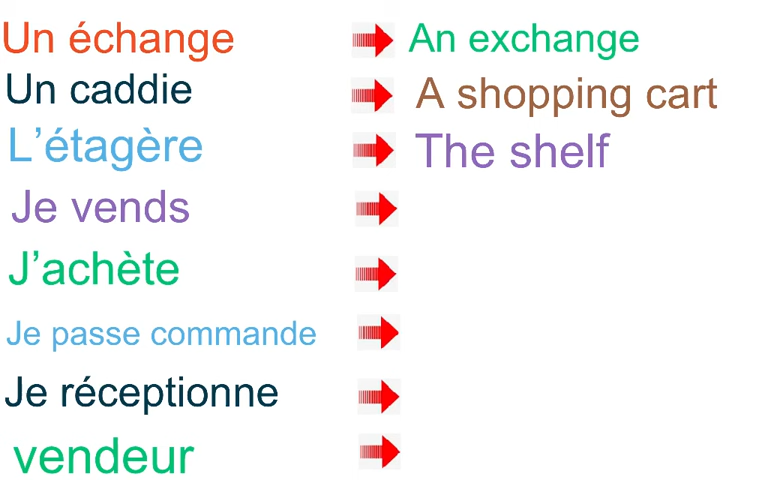 Un échange An exchange
Un caddie A shopping cart
L’étagère The shelf
Je vends
J’achète
Je passe commande
Je réceptionne
vendeur